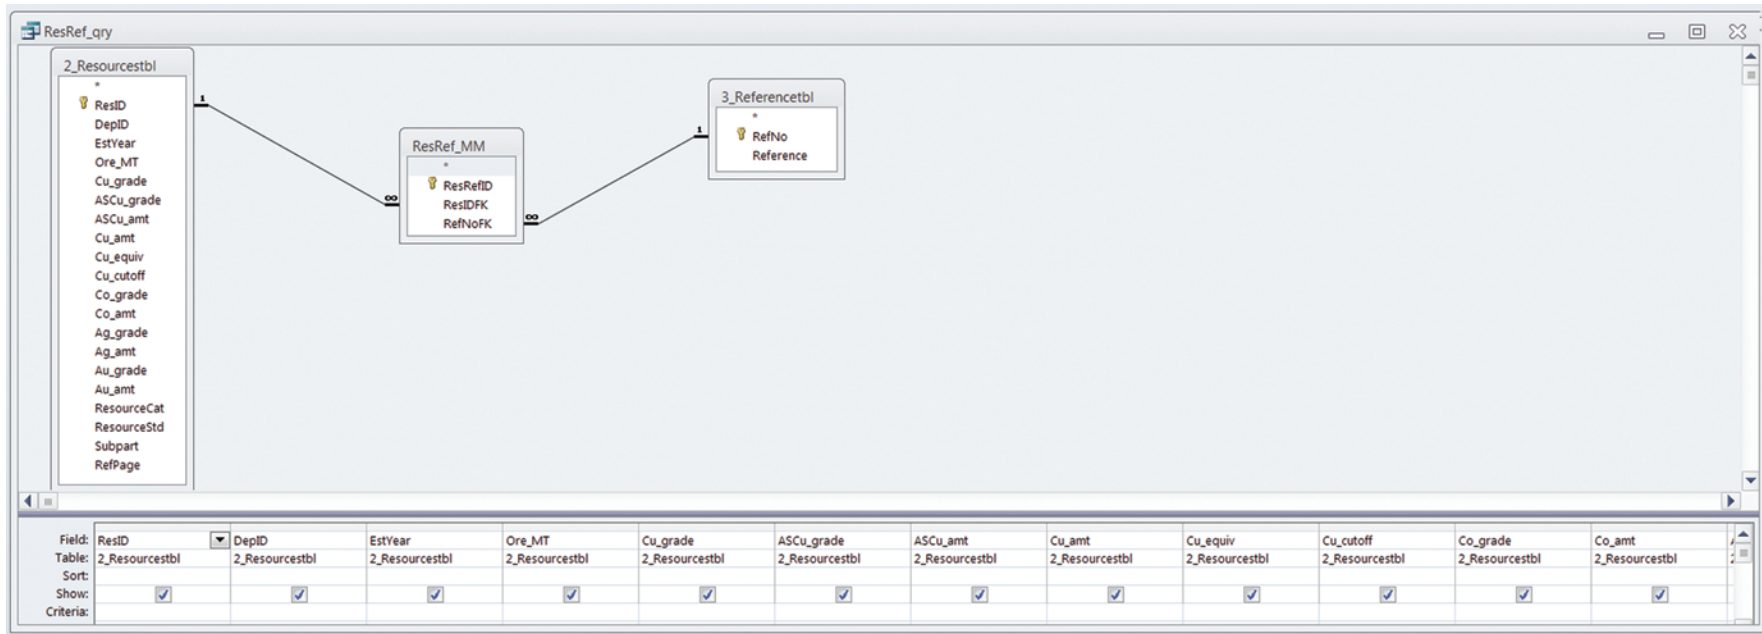 ResRef_qry
2_Resourcestbl
*
ResID
DepID
EstYear
Ore_MT
Cu_grade
ASCu_grade
ASCu_amt
Cu_amt
Cu_equiv
Cu_cutoff
Co_grade
Co_amt
Ag_grade
Ag_amt
Au_grade
Au_amt
ResourceCat
ResourceStd
Subpart
RefPage
1
∞
ResRef_MM
*
ResRefID
ResIDFK
RefNoFK
∞
1
3_Referencetbl
*
RefNo
Reference
Field: ResID DepID EstYear Ore_MT Cu_grade ASCu_grade ASCu_amt Cu_amt Cu_equiv Cu_cutoff Co_grade Co_amt
Table: 2_Resourcestbl 2_Resourcestbl 2_Resourcestbl 2_Resourcestbl 2_Resourcestbl 2_Resourcestbl 2_Resourcestbl 2_Resourcestbl 2_Resourcestbl 2_Resourcestbl 2_Resourcestbl 2_Resourcestbl
Sort:
Show:
Criteria: